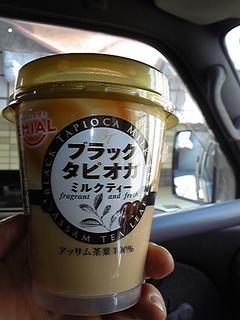 EMIAL
BLACK TAPIOCA MILK
ブラック
タピオカ
ミルクティー
fragrant and fresh
ASSAM TEA LEAF
アッサム茶葉100%